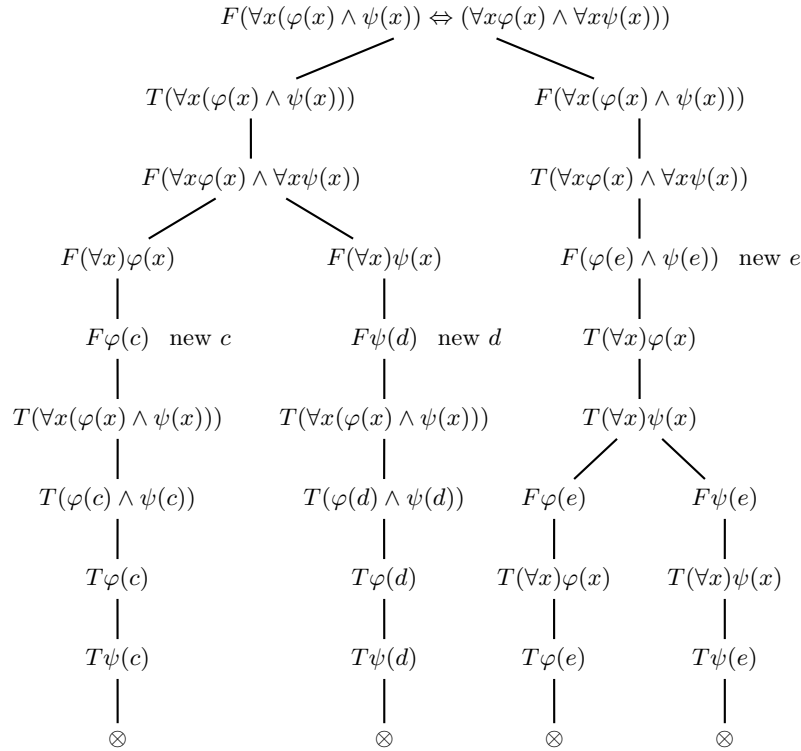 F(∀x(φ(x) ∧ ψ(x)) ⇔ (∀xφ(x) ∧ ∀xψ(x)))
T(∀x(φ(x) ∧ ψ(x))) F(∀x(φ(x) ∧ ψ(x)))
F(∀xφ(x) ∧ ∀xψ(x)) T(∀xφ(x) ∧ ∀xψ(x))
F(∀x)φ(x) F(∀x)ψ(x) F(φ(e) ∧ ψ(e)) new e
Fφ(c) new c Fψ(d) new d T(∀x)φ(x)
T(∀x(φ(x) ∧ ψ(x))) T(∀x(φ(x) ∧ ψ(x))) T(∀x)ψ(x)
T(φ(c) ∧ ψ(c)) T(φ(d) ∧ ψ(d)) Fφ(e) Fψ(e)
Tφ(c) Tφ(d) T(∀x)φ(x) T(∀x)ψ(x)
Tψ(c) Tψ(d) Tφ(e) Tψ(e)
⊗ ⊗ ⊗ ⊗